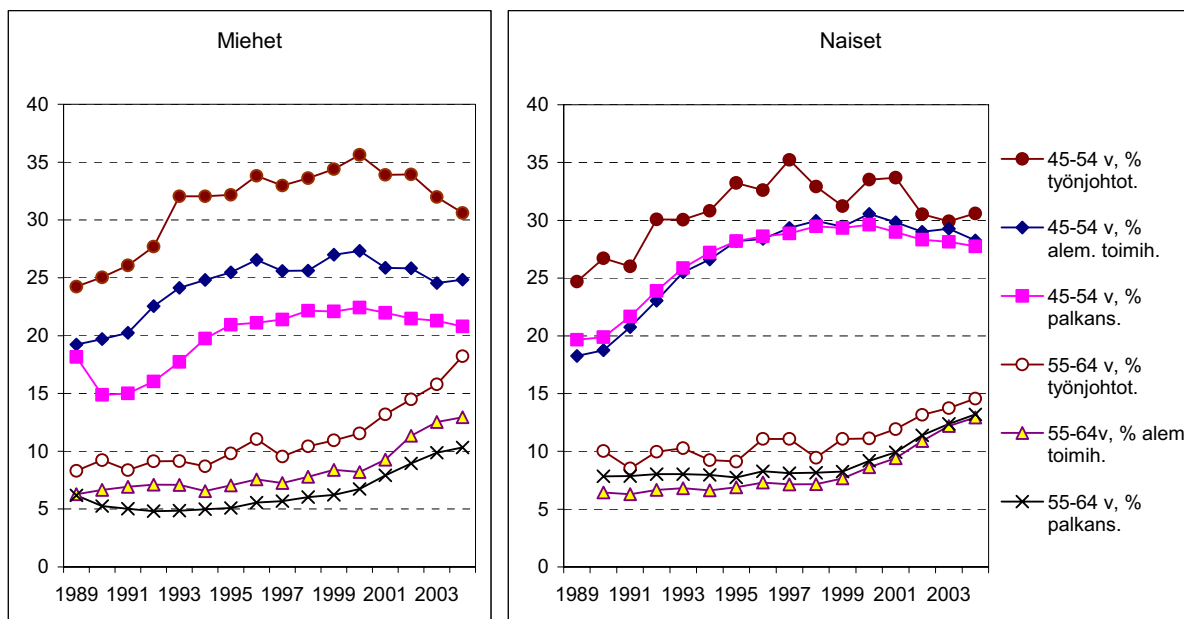 Miehet
40
35
30
25
20
15
10
5
0
1989 1991 1993 1995 1997 1999 2001 2003
Naiset
40
35
30
25
20
15
10
5
0
1989 1991 1993 1995 1997 1999 2001 2003
45-54 v, %
työnjohtot.
45-54 v, %
alem. toimih.
45-54 v, %
palkans.
55-64 v, %
työnjohtot.
55-64v, % alem.
toimih.
55-64 v, %
palkans.